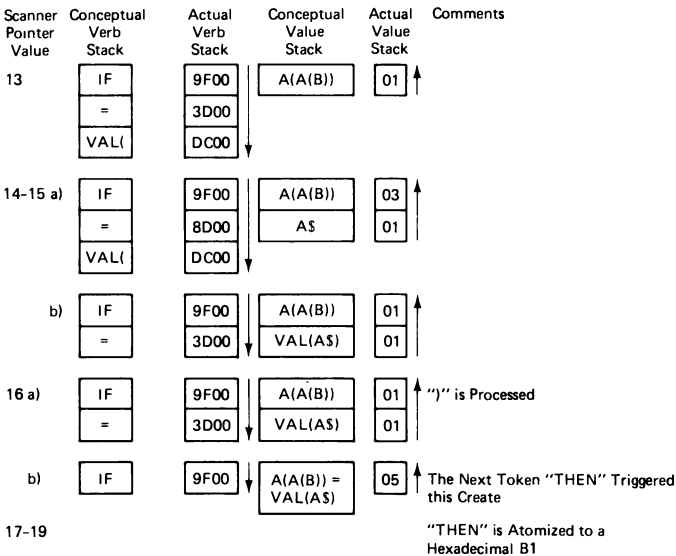 Scanner Pointer Value Conceptual Verb Stack Actual Verb Stack Conceptual Value Stack Actual Value Stack Comments
13 IF 9F00 A(A(B)) 01
= 3D00
VAL( DC00
14-15 a) IF 9F00 A(A(B)) 03
= 8D00 A$ 01
VAL( DC00
b) IF 9F00 A(A(B)) 01
= 3D00 VAL(A$) 01
16 a) IF 9F00 A(A(B)) 01 ")" is Processed
= 3D00 VAL(A$) 01
b) IF 9F00 A(A(B)) = 05 The Next Token "THEN" Triggered
VAL(A$) this Create
17-19 "THEN" is Atomized to a
Hexadecimal B1